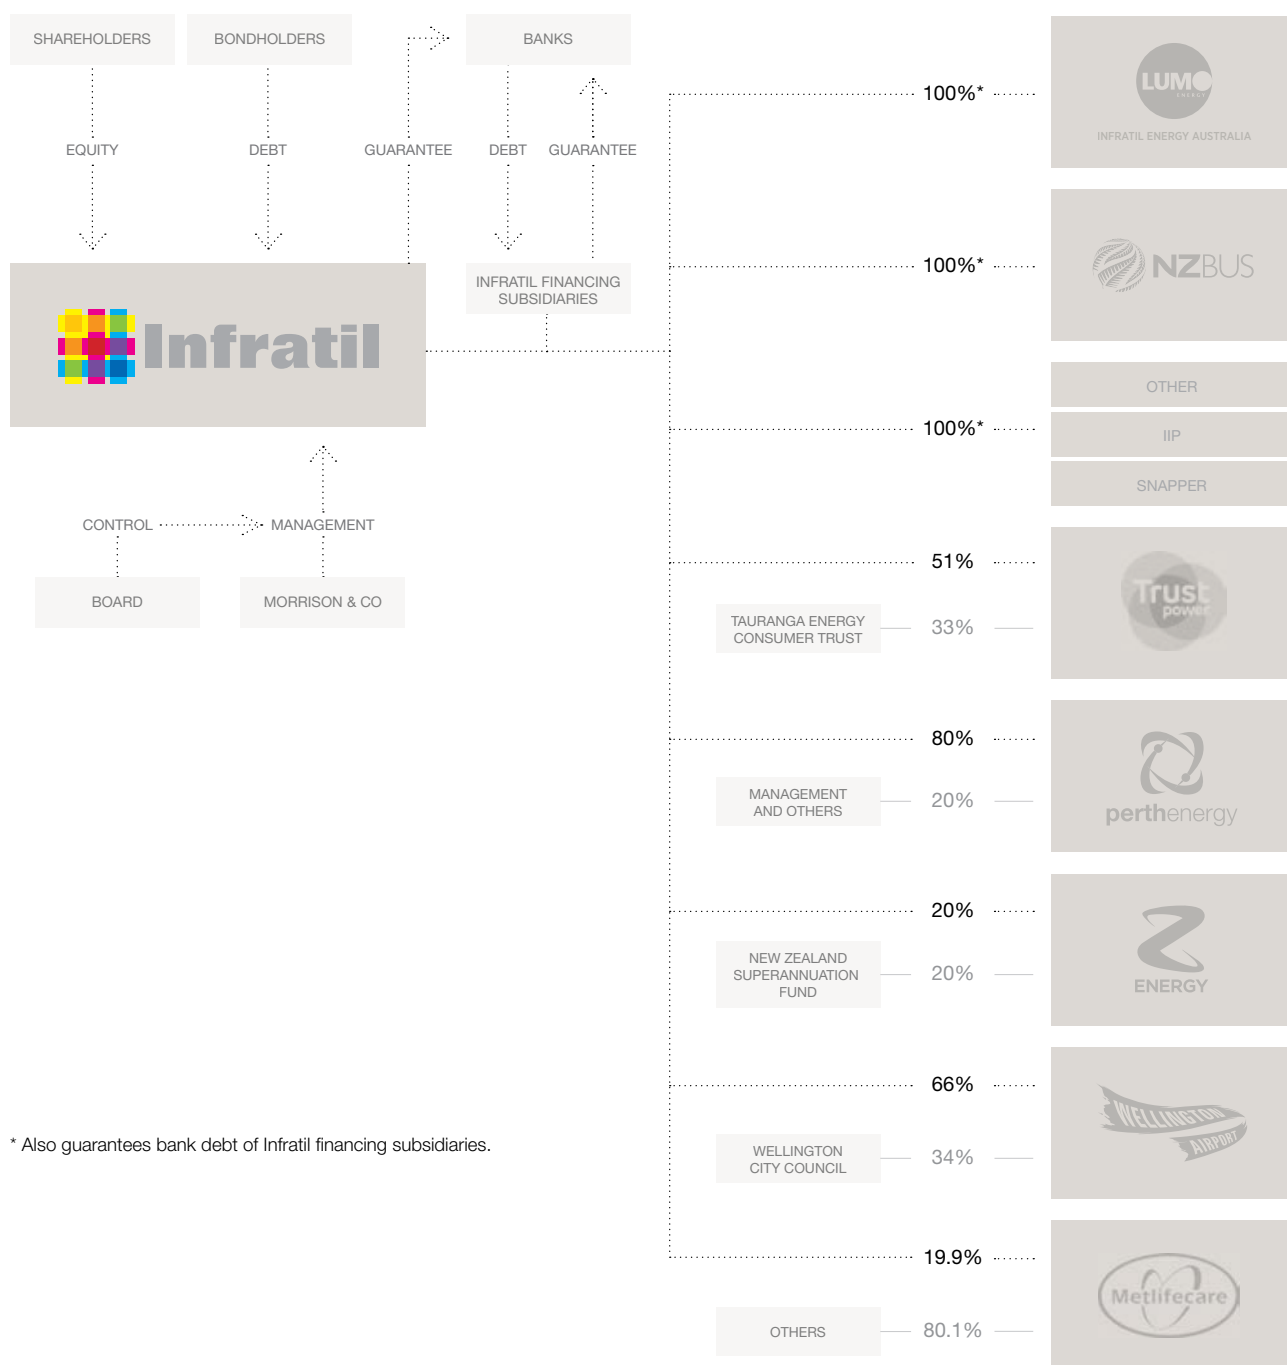 SHAREHOLDERS
BONDHOLDERS
BANKS
EQUITY
DEBT
GUARANTEE
DEBT
GUARANTEE
Infratil
INFRATIL FINANCING
SUBSIDIARIES
CONTROL
MANAGEMENT
BOARD
MORRISON & CO
100%*
LUMO
ENERGY
INFRATIL ENERGY AUSTRALIA
100%*
NZBUS
100%*
OTHER
IIP
SNAPPER
51%
Trust
power
TAURANGA ENERGY
CONSUMER TRUST
33%
80%
perthenergy
MANAGEMENT
AND OTHERS
20%
20%
Z
ENERGY
NEW ZEALAND
SUPERANNUATION
FUND
20%
66%
WELLINGTON
AIRPORT
WELLINGTON
CITY COUNCIL
34%
* Also guarantees bank debt of Infratil financing subsidiaries.
19.9%
Metlifecare
OTHERS
80.1%